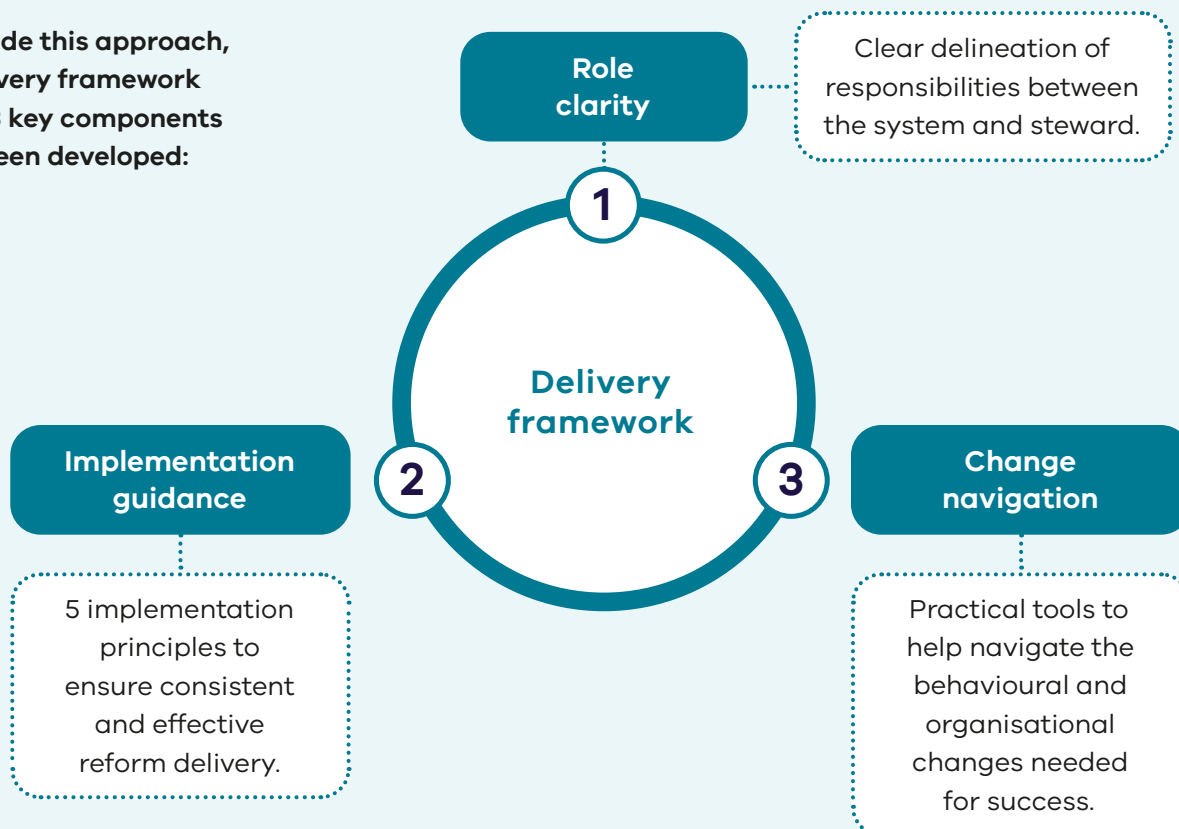 de this approach,
very framework
key components
een developed:
Role
clarity
Clear delineation of
responsibilities between
the system and steward.
1
Delivery
framework
Implementation
guidance
2
3
Change
navigation
5 implementation
principles to
ensure consistent
and effective
reform delivery.
Practical tools to
help navigate the
behavioural and
organisational
changes needed
for success.